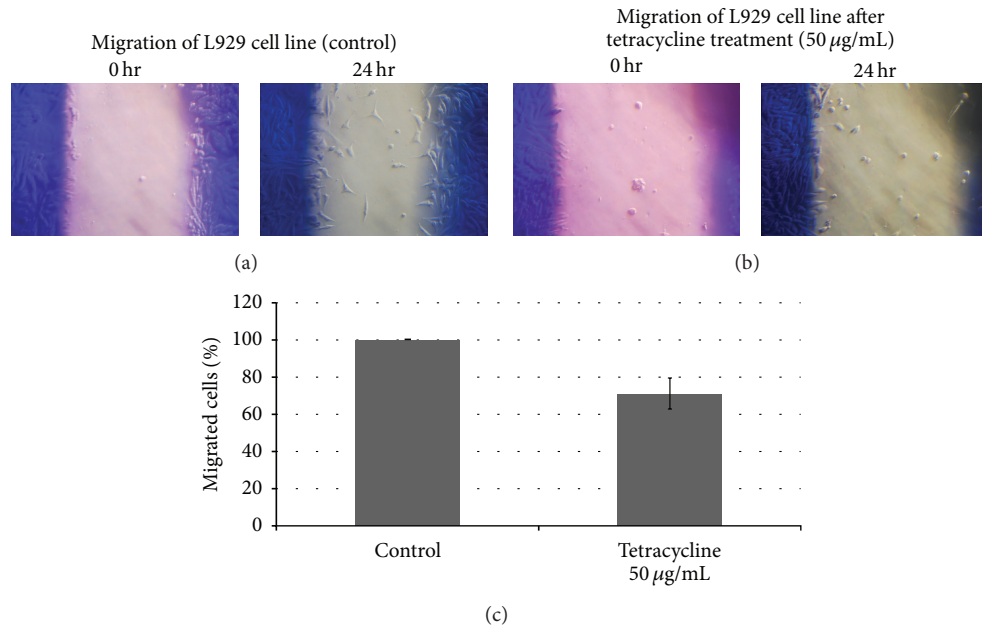 Migration of L929 cell line (control)
0 hr
24 hr
(a)
Migration of L929 cell line after
tetracycline treatment (50 μg/mL)
0 hr
24 hr
(b)
120
100
80
60
40
20
0
Migrated cells (%)
Control
Tetracycline
50 μg/mL
(c)